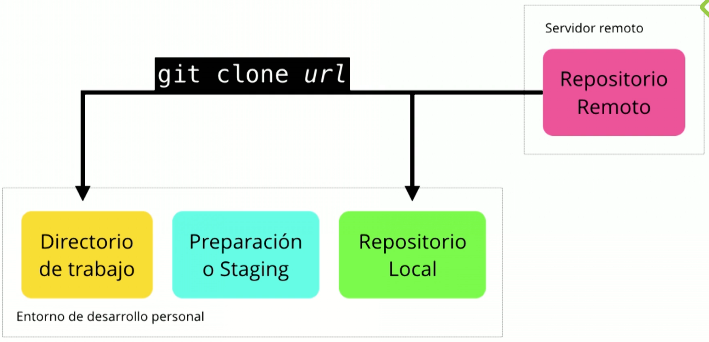 Servidor remoto
git clone url
Repositorio
Remoto
Directorio
de trabajo
Preparación
o Staging
Repositorio
Local
Entorno de desarrollo personal